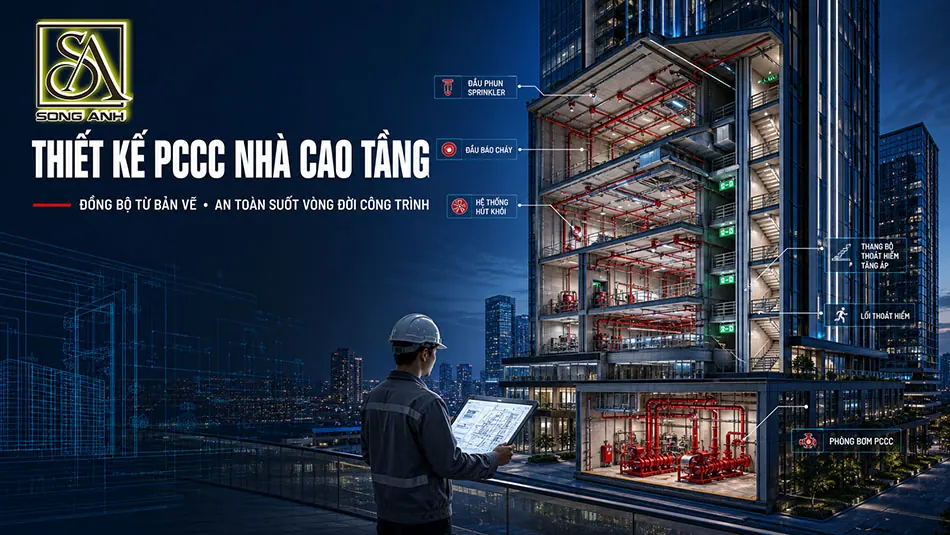 SA
SONG ANH
THIẾT KẾ PCCC NHÀ CAO TẦNG
ĐỒNG BỘ TỪ BẢN VẼ • AN TOÀN SUỐT VÒNG ĐỜI CÔNG TRÌNH
ĐẦU PHUN
SPRINKLER
ĐẦU BÁO CHÁY
HỆ THỐNG
HÚT KHÓI
THANG BỘ
THOÁT HIỂM
TĂNG ÁP
LỐI THOÁT HIỂM
PHÒNG BƠM PCCC